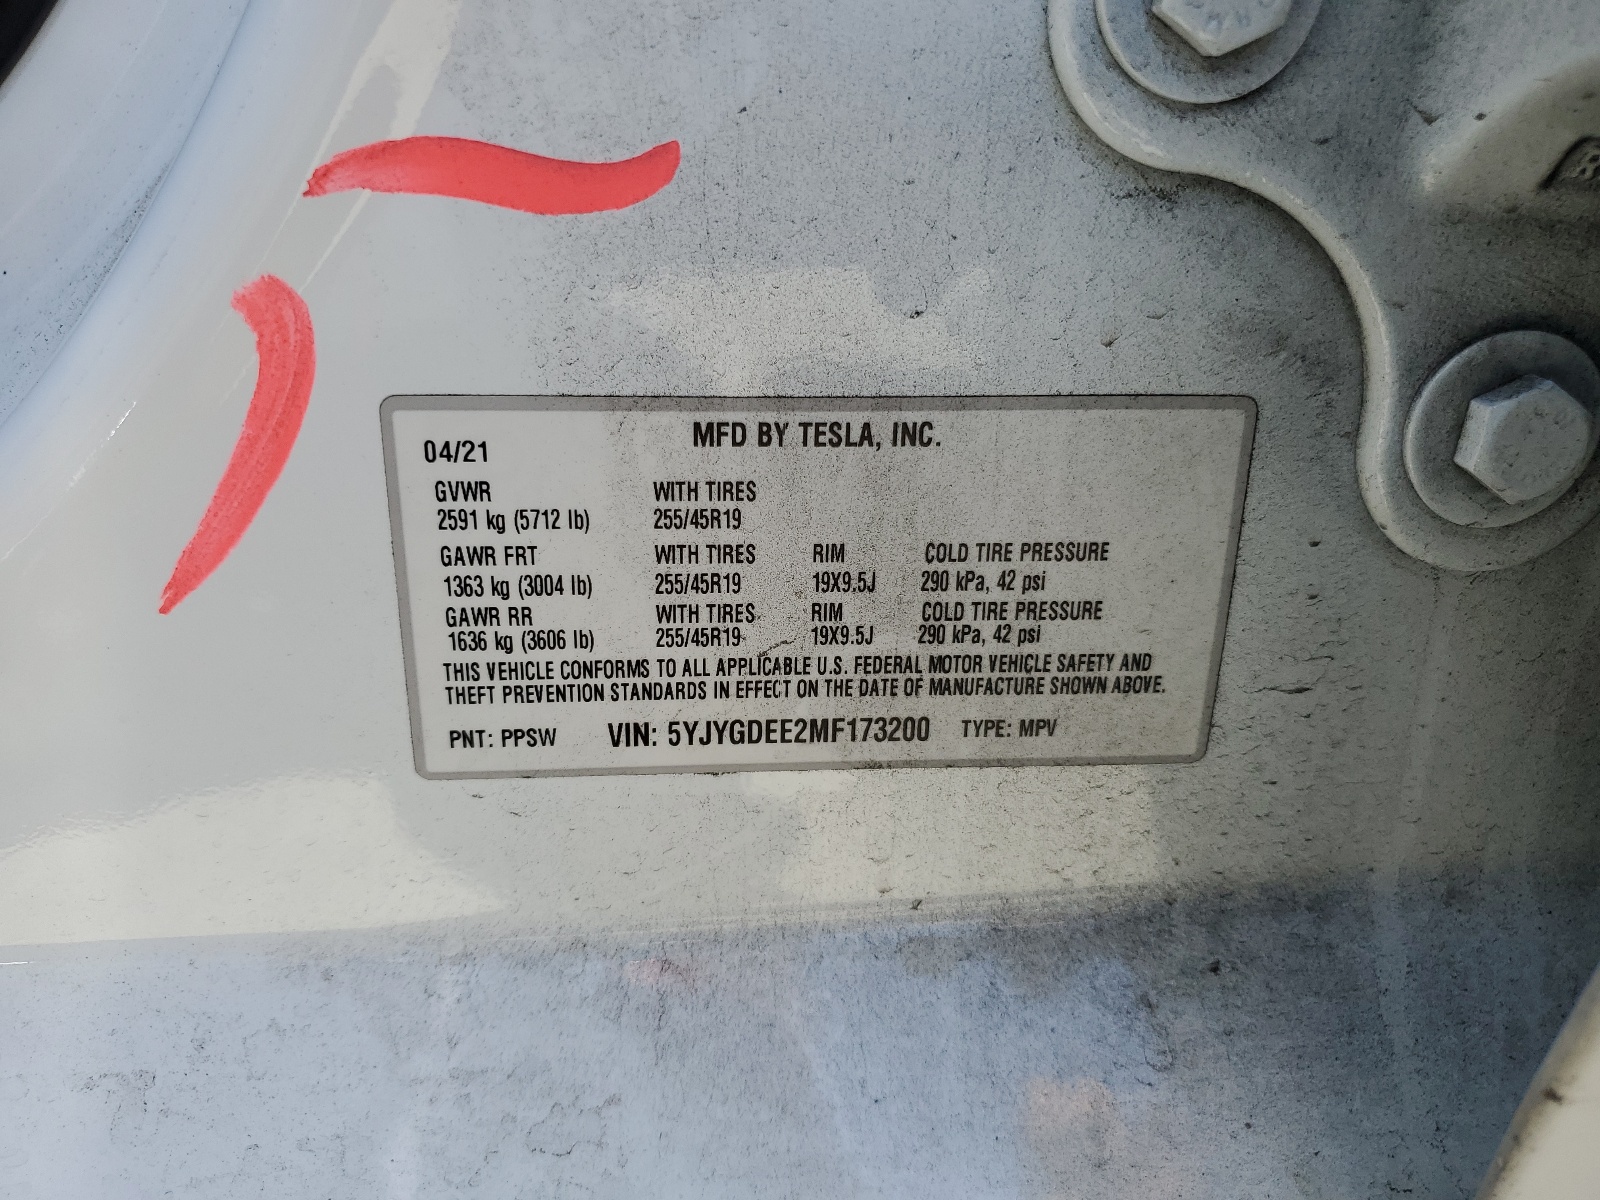 MFD BY TESLA, INC.
04/21
GVWR WITH TIRES
2591 kg (5712 lb) 255/45R19
GAWR FRT WITH TIRES RIM COLD TIRE PRESSURE
1363 kg (3004 lb) 255/45R19 19X9.5J 290 kPa, 42 psi
GAWR RR WITH TIRES RIM COLD TIRE PRESSURE
1636 kg (3606 lb) 255/45R19 19X9.5J 290 kPa, 42 psi
THIS VEHICLE CONFORMS TO ALL APPLICABLE U.S. FEDERAL MOTOR VEHICLE SAFETY AND
THEFT PREVENTION STANDARDS IN EFFECT ON THE DATE OF MANUFACTURE SHOWN ABOVE.
PNT: PPSW VIN: 5YJYGDEE2MF173200 TYPE: MPV